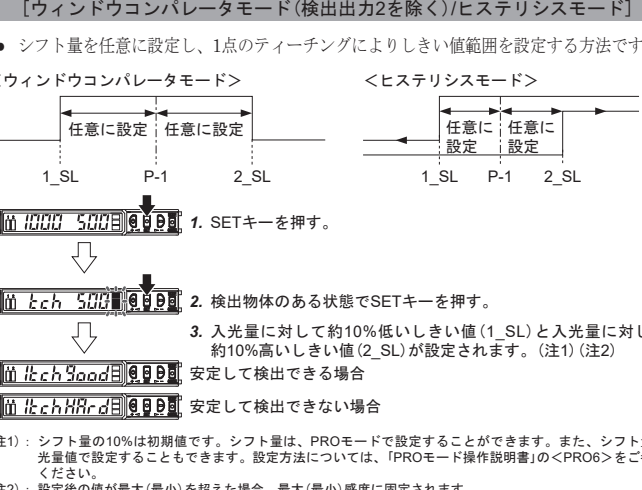 [ウィンドウコンパレータモード(検出出力2を除く)/ヒステリシスモード]
● シフト量を任意に設定し、1点のティーチングによりしきい値範囲を設定する方法です
ウィンドウコンパレータモード> <ヒステリシスモード>
任意に設定 任意に設定 任意に 任意に
設定 設定
1_SL P-1 2_SL 1_SL P-1 2_SL
1000 500 1. SETキーを押す。
tch 500 2. 検出物体のある状態でSETキーを押す。
3. 入光量に対して約10%低いしきい値(1_SL)と入光量に対し
約10%高いしきい値(2_SL)が設定されます。(注1)(注2)
1tch good 安定して検出できる場合
1tch HArd 安定して検出できない場合
注1): シフト量の10%は初期値です。シフト量は、PROモードで設定することができます。また、シフト
光量値で設定することもできます。設定方法については、「PROモード操作説明書」の<PRO6>をご
ください。
注2): 設定後の値が最大(最小)を超えた場合、最大(最小)感度に固定されます。